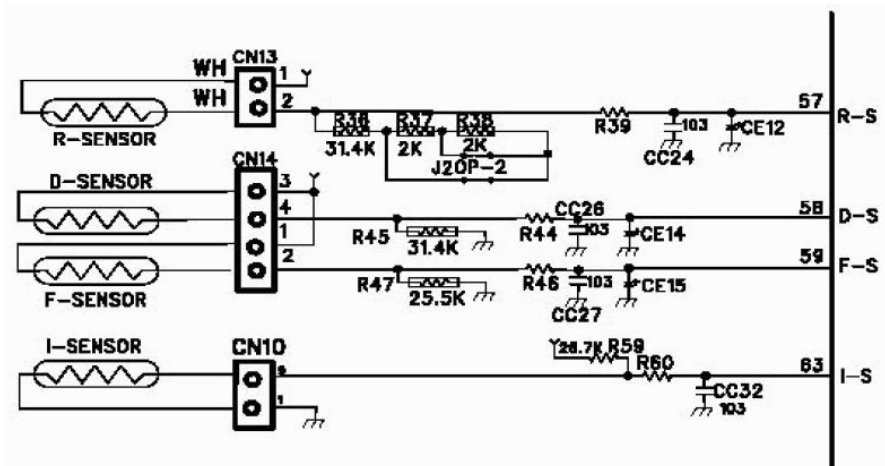 WH CN13 1
WH 2 57 R-S
R36 R37 R38 R39 103 CE12
R-SENSOR 31.4K 2K 2K CC24
J2OP-2
CN14
D-SENSOR 3
4 CC26 58 D-S
R45 31.4K R44 103 CE14
1
2 59 F-S
R47 25.5K R46 103 CE15
F-SENSOR CC27
I-SENSOR CN10 26.7K R59
R60 63 I-S
1 CC32
103